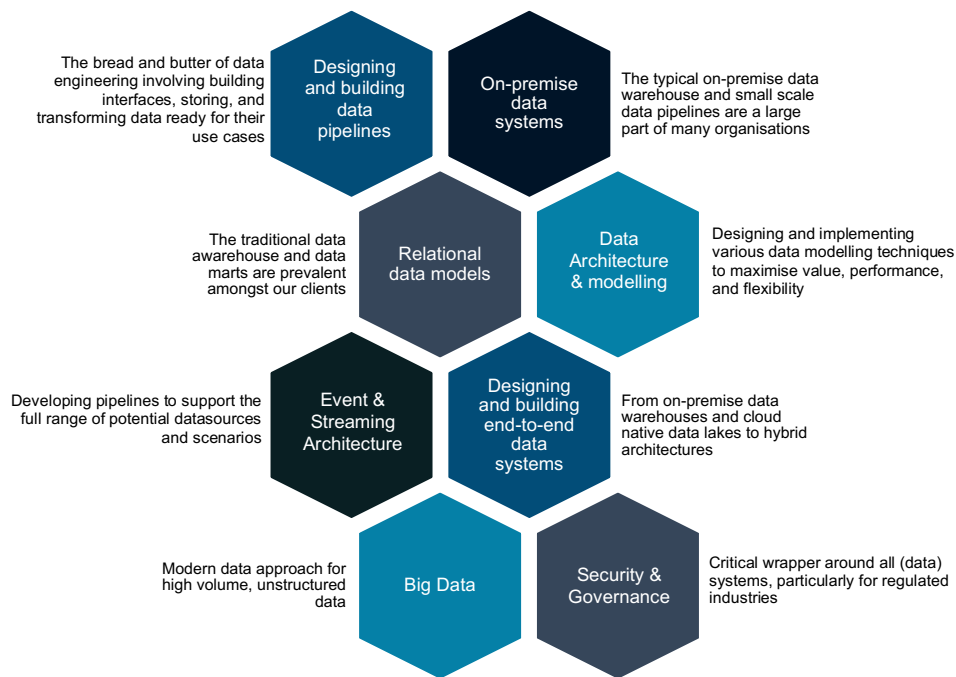 The bread and butter of data
engineering involving building
interfaces, storing, and
transforming data ready for their
use cases
Designing
and building
data
pipelines
On-premise
data
systems
The typical on-premise data
warehouse and small scale
data pipelines are a large
part of many organisations
The traditional data
awarehouse and data
marts are prevalent
amongst our clients
Relational
data models
Data
Architecture
& modelling
Designing and implementing
various data modelling techniques
to maximise value, performance,
and flexibility
Developing pipelines to support the
full range of potential datasources
and scenarios
Event &
Streaming
Architecture
Designing
and building
end-to-end
data
systems
From on-premise data
warehouses and cloud
native data lakes to hybrid
architectures
Modern data approach for
high volume, unstructured
data
Big Data
Security &
Governance
Critical wrapper around all (data)
systems, particularly for regulated
industries